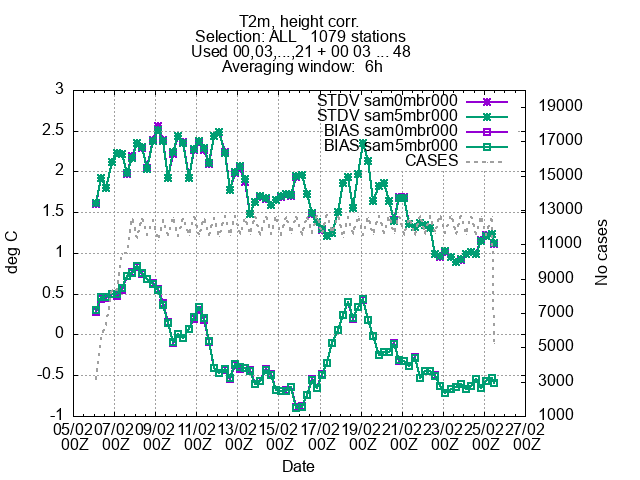 T2m, height corr.
Selection: ALL   1079 stations
Used 00,03,...,21 + 00 03 ... 48
Averaging window:  6h
STDV sam0mbr000
STDV sam5mbr000
BIAS sam0mbr000
BIAS sam5mbr000
CASES
3
2.5
2
1.5
1
0.5
0
-0.5
-1
deg C
19000
17000
15000
13000
11000
9000
7000
5000
3000
1000
No cases
05/02 07/02 09/02 11/02 13/02 15/02 17/02 19/02 21/02 23/02 25/02 27/02
00Z 00Z 00Z 00Z 00Z 00Z 00Z 00Z 00Z 00Z 00Z 00Z
Date